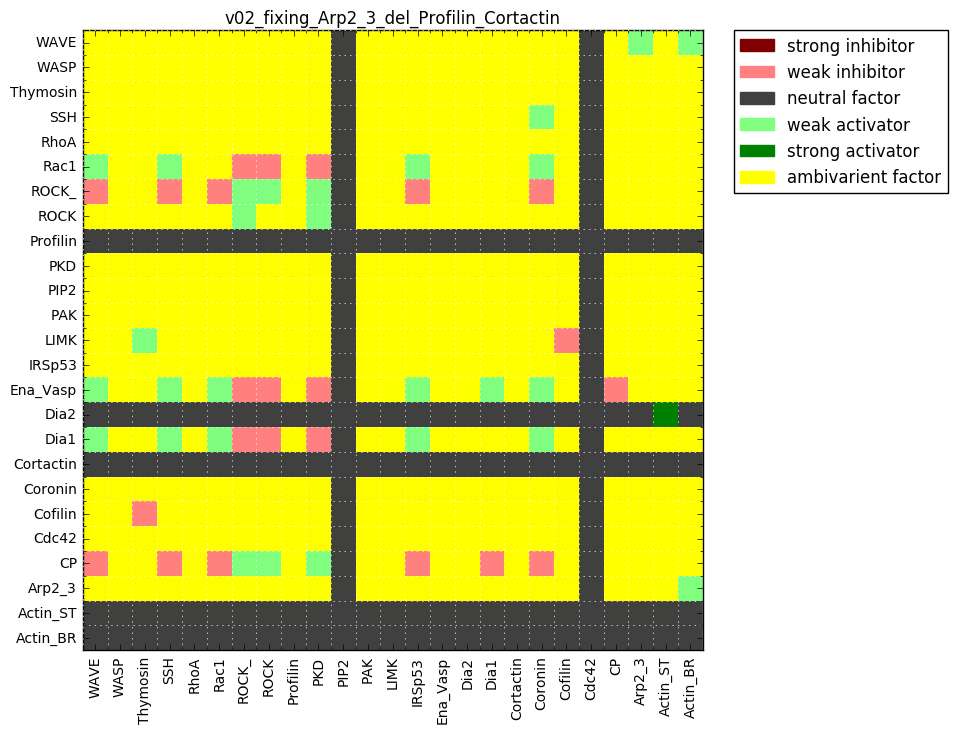 v02_fixing_Arp2_3_del_Profilin_Cortactin
WAVE
WASP
Thymosin
SSH
RhoA
Rac1
ROCK_
ROCK
Profilin
PKD
PIP2
PAK
LIMK
IRSp53
Ena_Vasp
Dia2
Dia1
Cortactin
Coronin
Cofilin
Cdc42
CP
Arp2_3
Actin_ST
Actin_BR
WAVE
WASP
Thymosin
SSH
RhoA
Rac1
ROCK_
ROCK
Profilin
PKD
PIP2
PAK
LIMK
IRSp53
Ena_Vasp
Dia2
Dia1
Cortactin
Coronin
Cofilin
Cdc42
CP
Arp2_3
Actin_ST
Actin_BR
strong inhibitor
weak inhibitor
neutral factor
weak activator
strong activator
ambivarient factor